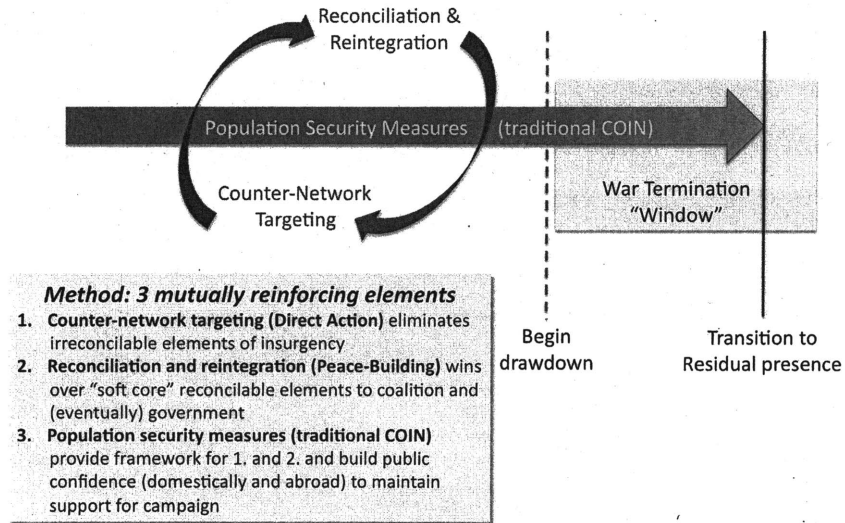 Reconciliation &
Reintegration
Population Security Measures (traditional COIN)
Counter-Network
Targeting
War Termination
“Window”
Begin
drawdown
Transition to
Residual presence
Method: 3 mutually reinforcing elements
1. Counter-network targeting (Direct Action) eliminates
irreconcilable elements of insurgency
2. Reconciliation and reintegration (Peace-Building) wins
over “soft core” reconcilable elements to coalition and
(eventually) government
3. Population security measures (traditional COIN)
provide framework for 1. and 2. and build public
confidence (domestically and abroad) to maintain
support for campaign